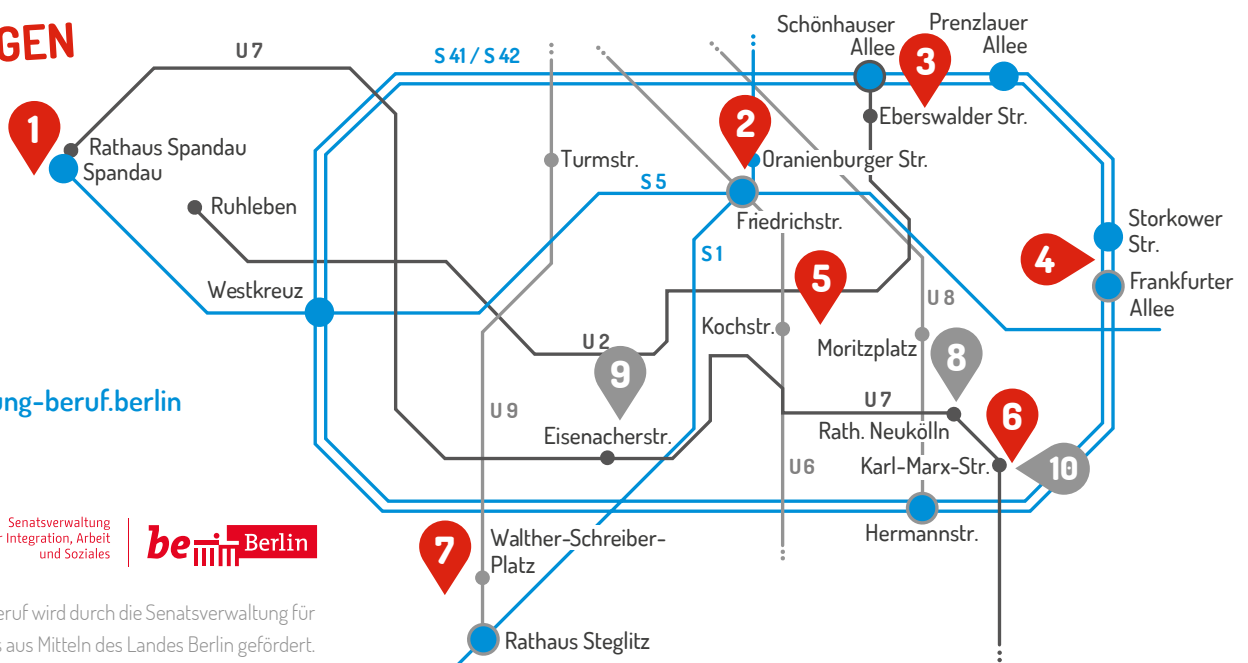 GEN
U 7
S 41 / S 42
Schönhauser
Allee
Prenzlauer
Allee
3
1
2
Eberswalder Str.
Rathaus Spandau
Spandau
Turmstr.
Oranienburger Str.
S 5
Ruhleben
Friedrichstr.
Storkower
Str.
S 1
4
5
Frankfurter
Allee
Westkreuz
U 8
Kochstr.
Moritzplatz
U 2
8
9
ung-beruf.berlin
U 9
U 7
6
Eisenacherstr.
Rath. Neukölln
U 6
Karl-Marx-Str.
10
Hermannstr.
Senatsverwaltung
r Integration, Arbeit
und Soziales
be Berlin
7
Walther-Schreiber-
Platz
eruf wird durch die Senatsverwaltung für
s aus Mitteln des Landes Berlin gefördert.
Rathaus Steglitz